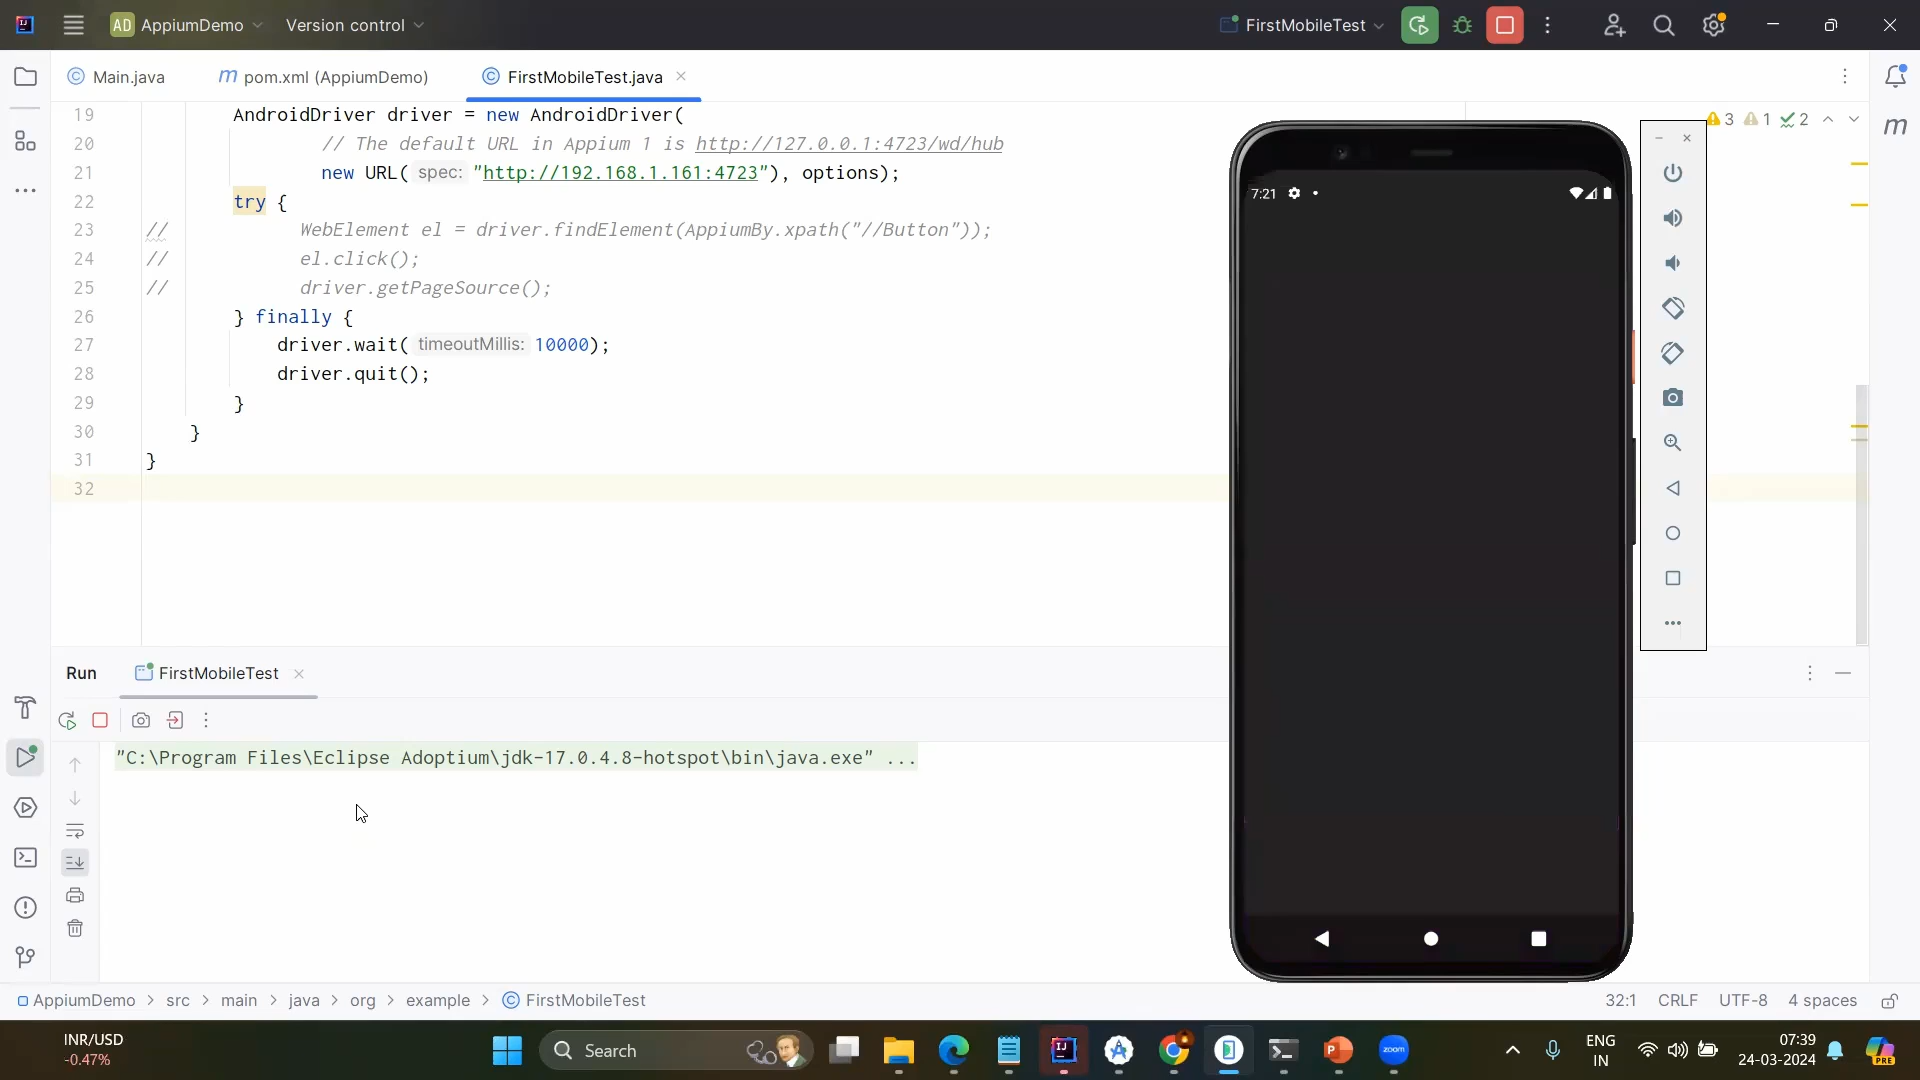 AD AppiumDemo Version control FirstMobileTest
Main.java
m pom.xml (AppiumDemo)
FirstMobileTest.java
19 AndroidDriver driver = new AndroidDriver(
20 // The default URL in Appium 1 is http://127.0.0.1:4723/wd/hub
21 new URL( spec: "http://192.168.1.161:4723"), options);
22 try {
23 // WebElement el = driver.findElement(AppiumBy.xpath("//Button"));
24 // el.click();
25 // driver.getPageSource();
26 } finally {
27 driver.wait( timeoutMillis: 10000);
28 driver.quit();
29 }
30 }
31 }
32
3 1 2
m
7:21
Run FirstMobileTest
"C:\Program Files\Eclipse Adoptium\jdk-17.0.4.8-hotspot\bin\java.exe" ...
AppiumDemo > src > main > java > org > example > FirstMobileTest
32:1 CRLF UTF-8 4 spaces
INR/USD
-0.47%
Search
zoom
ENG
IN
07:39
24-03-2024
PRE